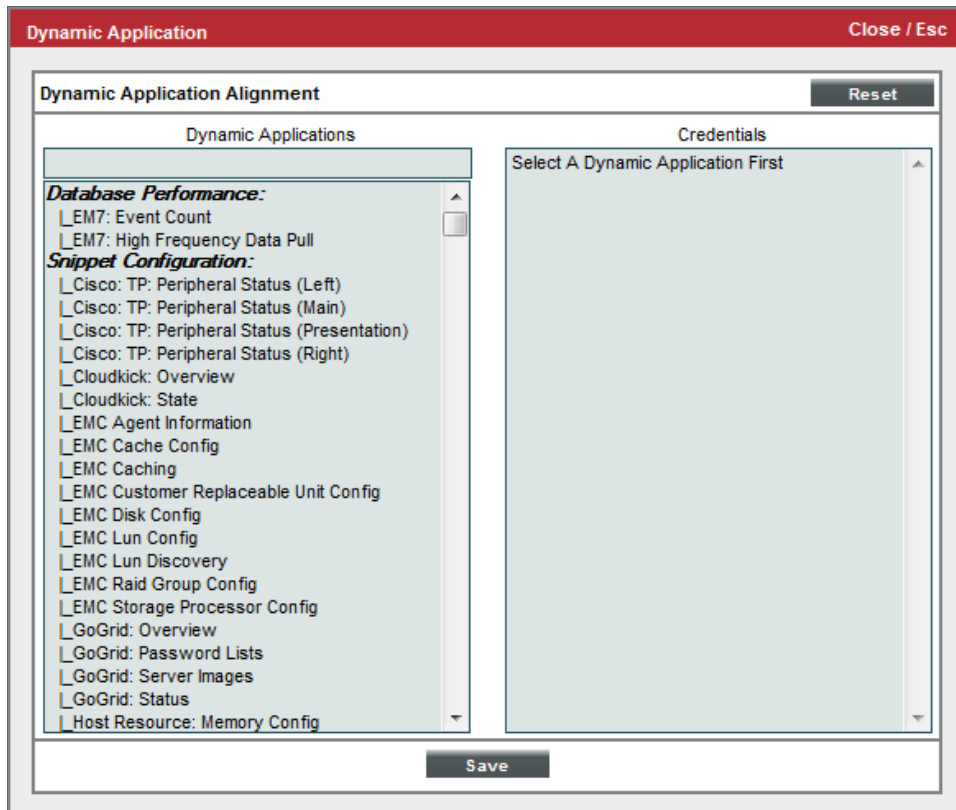 Dynamic Application
Close / Esc
Dynamic Application Alignment
Reset
Dynamic Applications
Credentials
Select A Dynamic Application First
Database Performance:
|_EM7: Event Count
|_EM7: High Frequency Data Pull
Snippet Configuration:
|_Cisco: TP: Peripheral Status (Left)
|_Cisco: TP: Peripheral Status (Main)
|_Cisco: TP: Peripheral Status (Presentation)
|_Cisco: TP: Peripheral Status (Right)
|_Cloudkick: Overview
|_Cloudkick: State
|_EMC Agent Information
|_EMC Cache Config
|_EMC Caching
|_EMC Customer Replaceable Unit Config
|_EMC Disk Config
|_EMC Lun Config
|_EMC Lun Discovery
|_EMC Raid Group Config
|_EMC Storage Processor Config
|_GoGrid: Overview
|_GoGrid: Password Lists
|_GoGrid: Server Images
|_GoGrid: Status
|_Host Resource: Memory Config
Save